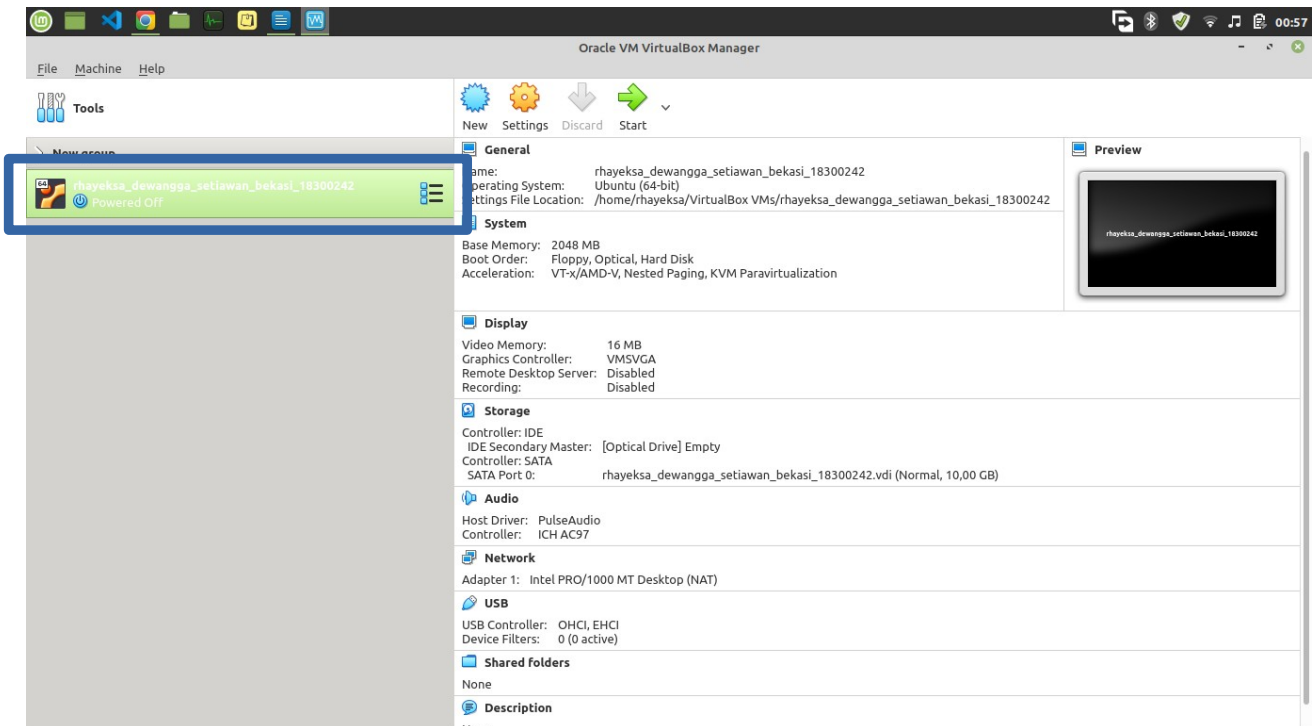 00:57
Oracle VM VirtualBox Manager
File Machine Help
Tools
New Settings Discard Start
New group
64
rhayeksa_dewangga_setiawan_bekasi_18300242
Powered Off
General
ame: rhayeksa_dewangga_setiawan_bekasi_18300242
perating System: Ubuntu (64-bit)
ettings File Location: /home/rhayeksa/VirtualBox VMs/rhayeksa_dewangga_setiawan_bekasi_18300242
Preview
rhayeksa_dewangga_setiawan_bekasi_18300242
System
Base Memory: 2048 MB
Boot Order: Floppy, Optical, Hard Disk
Acceleration: VT-x/AMD-V, Nested Paging, KVM Paravirtualization
Display
Video Memory: 16 MB
Graphics Controller: VMSVGA
Remote Desktop Server: Disabled
Recording: Disabled
Storage
Controller: IDE
IDE Secondary Master: [Optical Drive] Empty
Controller: SATA
SATA Port 0: rhayeksa_dewangga_setiawan_bekasi_18300242.vdi (Normal, 10,00 GB)
Audio
Host Driver: PulseAudio
Controller: ICH AC97
Network
Adapter 1: Intel PRO/1000 MT Desktop (NAT)
USB
USB Controller: OHCI, EHCI
Device Filters: 0 (0 active)
Shared folders
None
Description